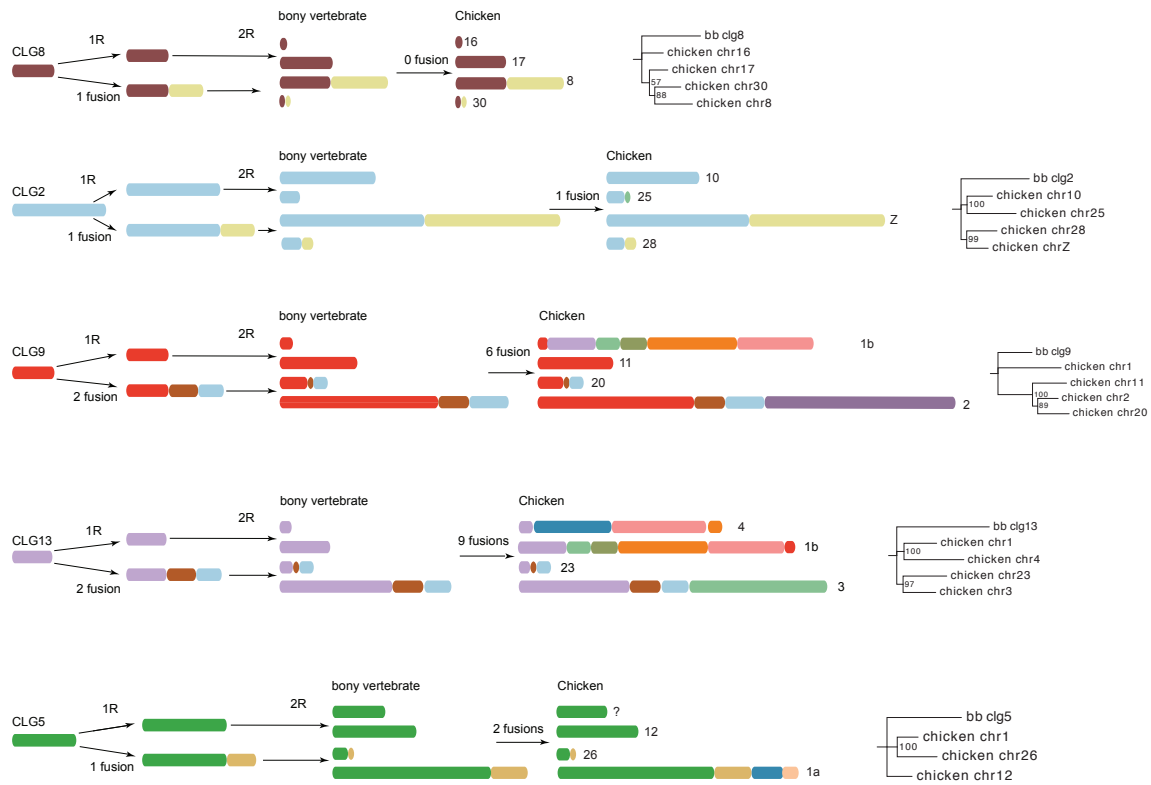 bony vertebrate
Chicken
CLG8
1R
2R
1 fusion
0 fusion
16
17
8
30
bb clg8
chicken chr16
chicken chr17
57
chicken chr30
88
chicken chr8
bony vertebrate
Chicken
CLG2
1R
2R
1 fusion
1 fusion
10
25
Z
28
bb clg2
chicken chr10
100
chicken chr25
chicken chr28
99
chicken chrZ
bony vertebrate
Chicken
CLG9
1R
2R
2 fusion
6 fusion
1b
11
20
2
bb clg9
chicken chr1
chicken chr11
100
chicken chr2
89
chicken chr20
bony vertebrate
Chicken
CLG13
1R
2R
2 fusion
9 fusions
4
1b
23
3
bb clg13
chicken chr1
100
chicken chr4
chicken chr23
97
chicken chr3
bony vertebrate
Chicken
CLG5
1R
2R
1 fusion
2 fusions
?
12
26
1a
bb clg5
chicken chr1
100
chicken chr26
chicken chr12